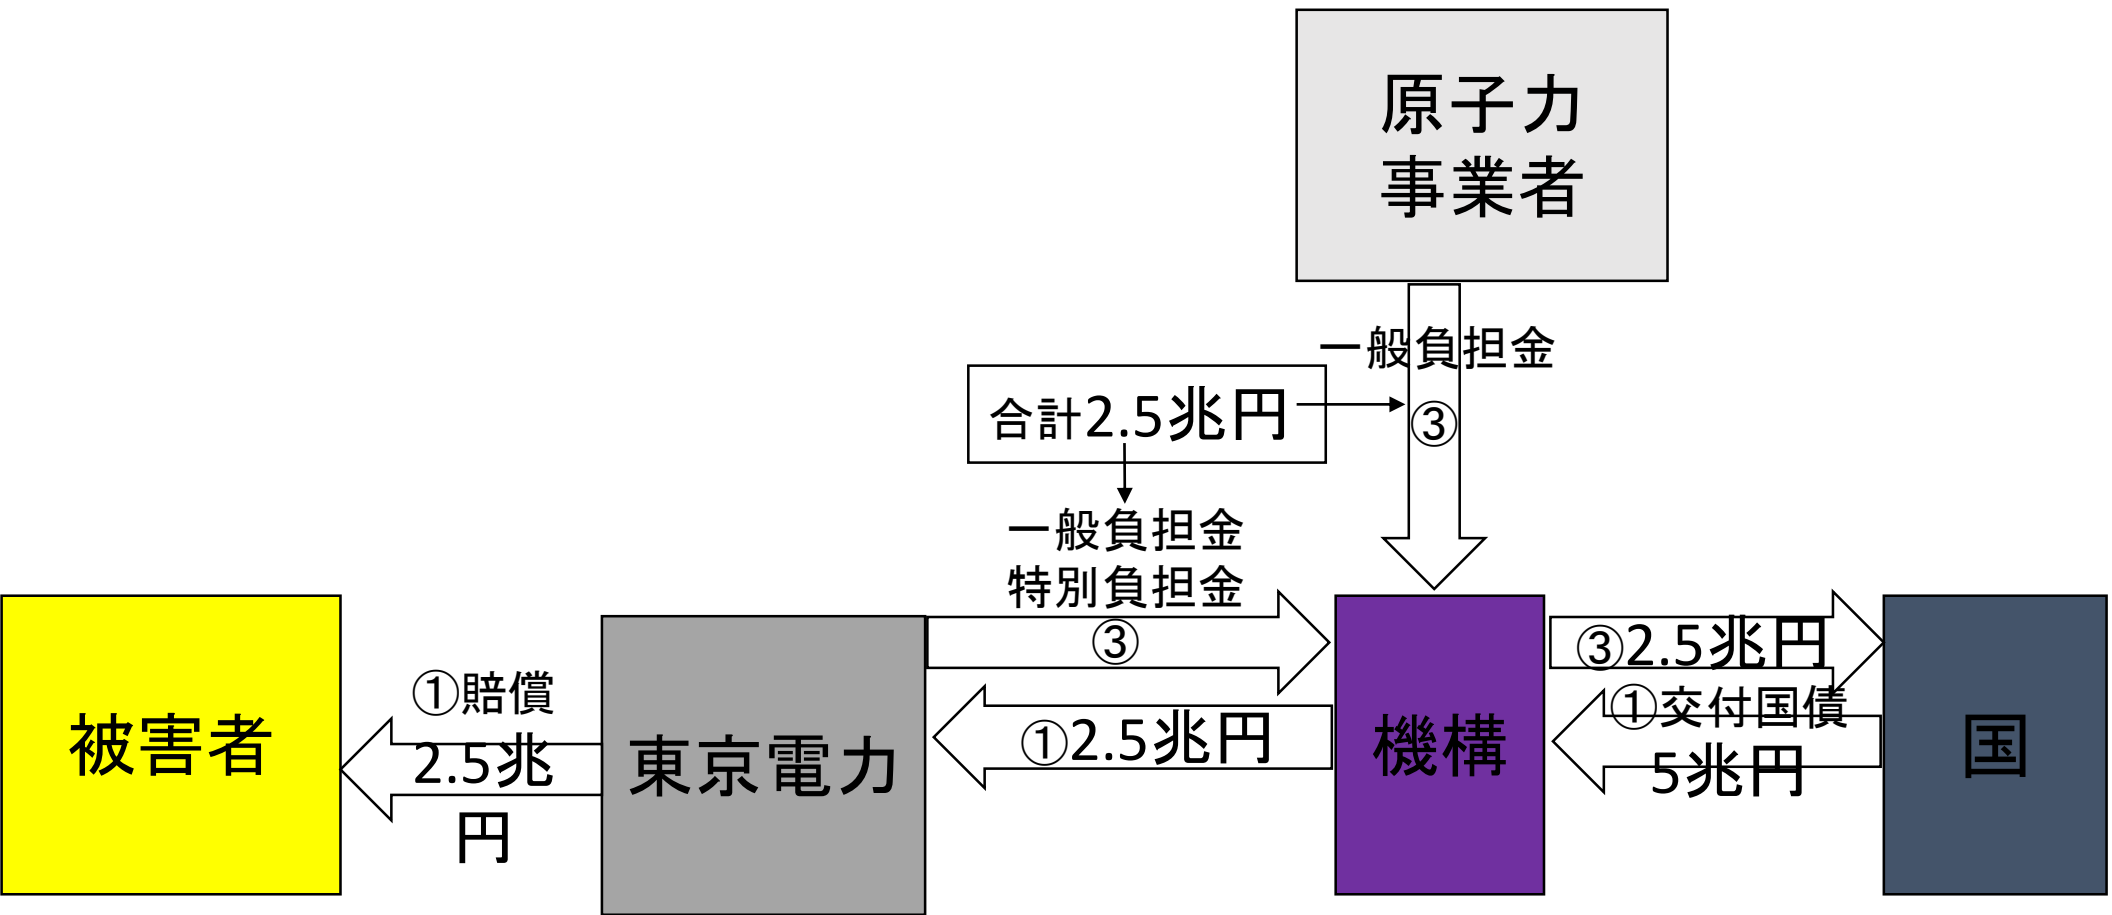 原子力
事業者
一般負担金
合計2.5兆円
③
一般負担金
特別負担金
③
③2.5兆円
①賠償
2.5兆
円
①2.5兆円
①交付国債
5兆円
被害者
東京電力
機構
国